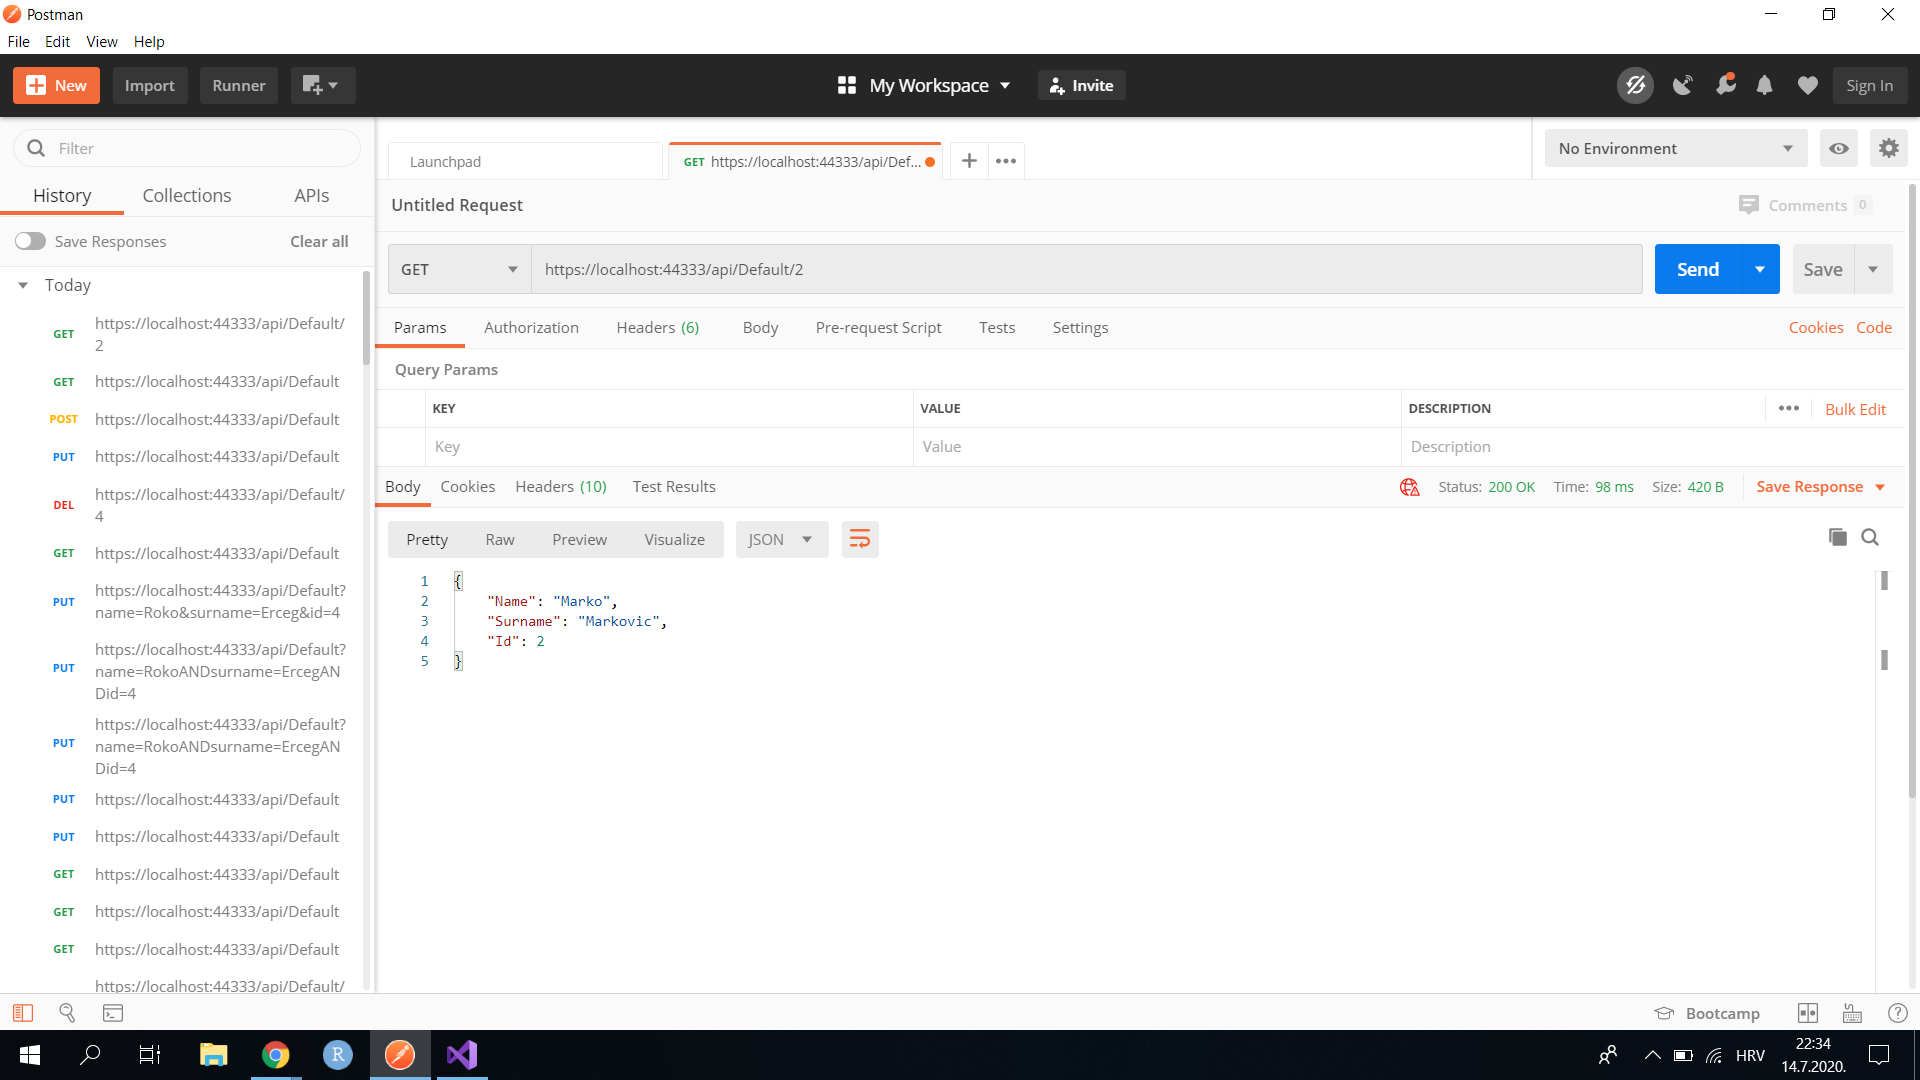 Postman
File Edit View Help
New Import Runner My Workspace Invite Sign In
Filter
History Collections APIs
Save Responses Clear all
Today
GET https://localhost:44333/api/Default/
2
GET https://localhost:44333/api/Default
POST https://localhost:44333/api/Default
PUT https://localhost:44333/api/Default
DEL https://localhost:44333/api/Default/
4
GET https://localhost:44333/api/Default
PUT https://localhost:44333/api/Default?
name=Roko&surname=Erceg&id=4
PUT https://localhost:44333/api/Default?
name=RokoANDsurname=ErcegAN
Did=4
PUT https://localhost:44333/api/Default?
name=RokoANDsurname=ErcegAN
Did=4
PUT https://localhost:44333/api/Default
PUT https://localhost:44333/api/Default
GET https://localhost:44333/api/Default
GET https://localhost:44333/api/Default
GET https://localhost:44333/api/Default
https://localhost:44333/api/Default/
Launchpad GET https://localhost:44333/api/Def... No Environment
Untitled Request Comments 0
GET https://localhost:44333/api/Default/2 Send Save
Params Authorization Headers (6) Body Pre-request Script Tests Settings Cookies Code
Query Params
KEY VALUE DESCRIPTION Bulk Edit
Key Value Description
Body Cookies Headers (10) Test Results Status: 200 OK Time: 98 ms Size: 420 B Save Response
Pretty Raw Preview Visualize JSON
1 {
2 "Name": "Marko",
3 "Surname": "Markovic",
4 "Id": 2
5 }
Bootcamp
R HRV 22:34
14.7.2020.